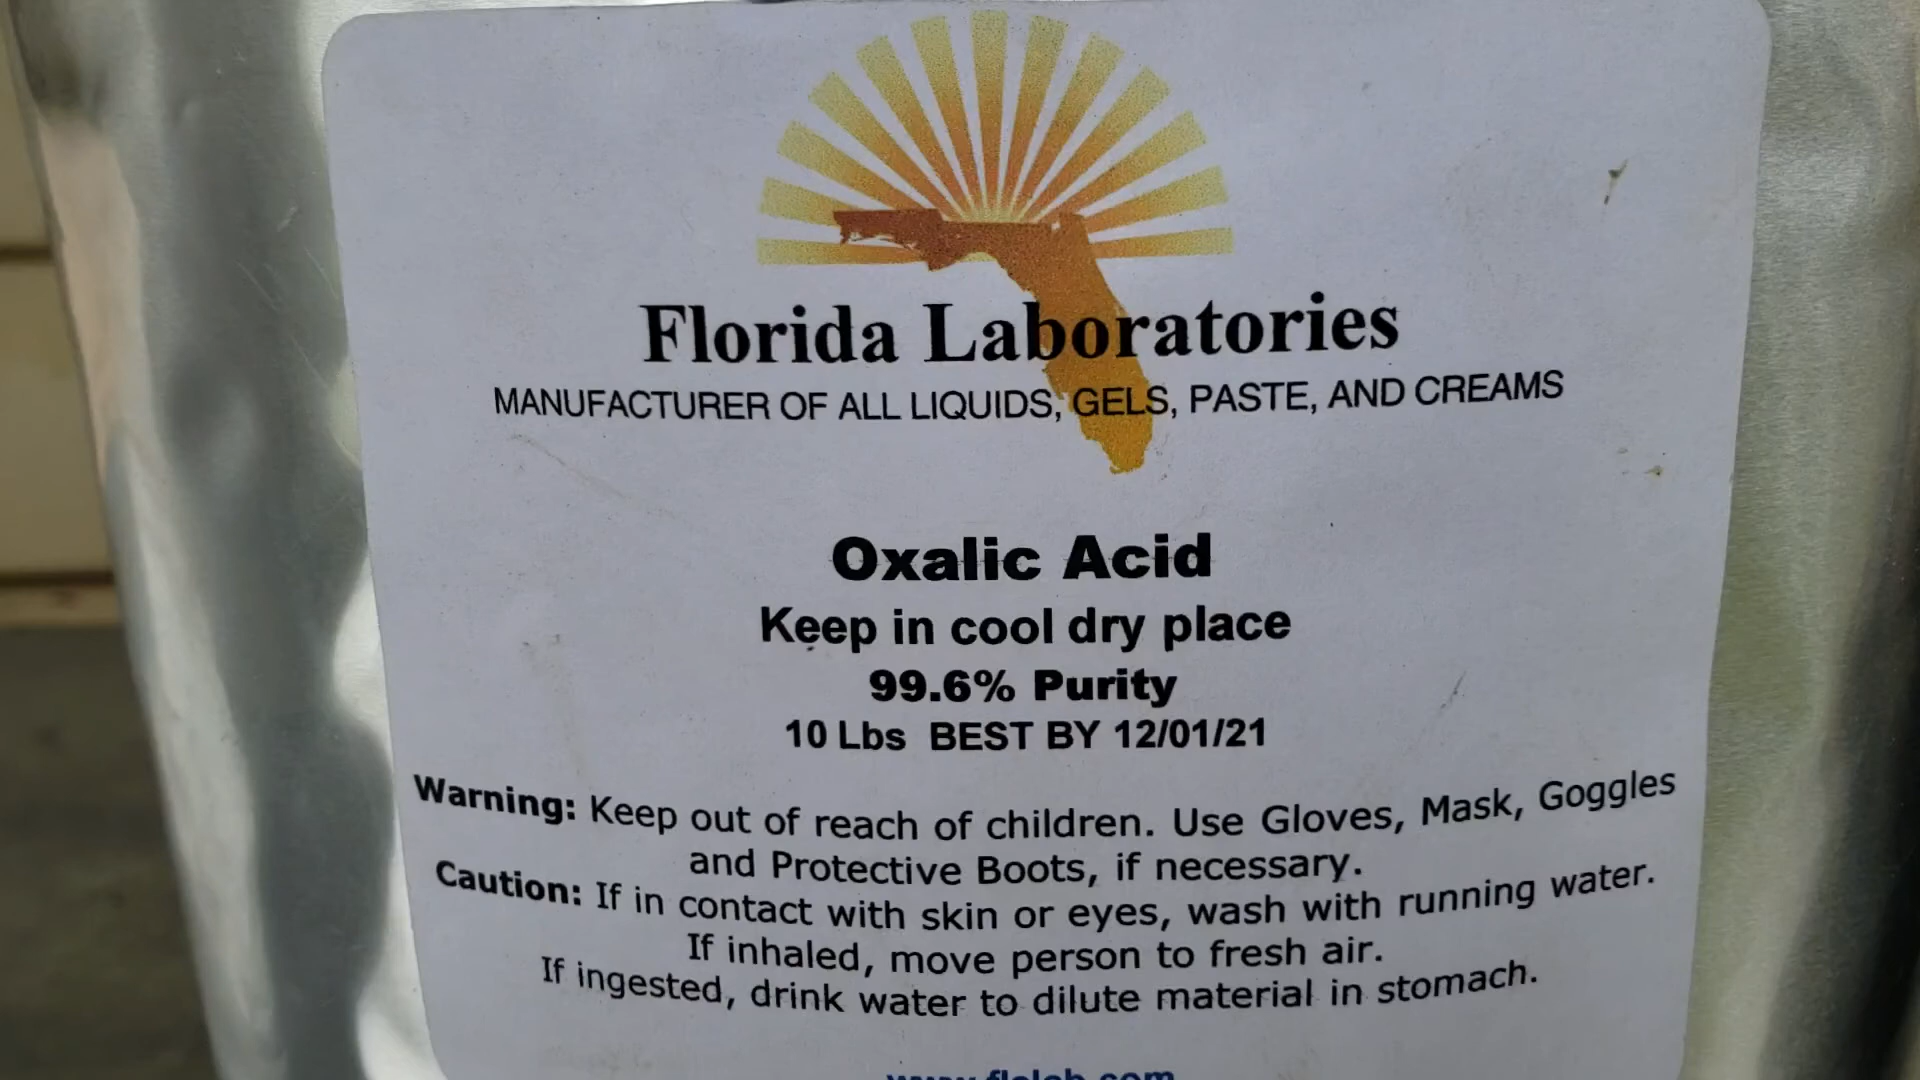 Florida Laboratories
MANUFACTURER OF ALL LIQUIDS, GELS, PASTE, AND CREAMS
Oxalic Acid
Keep in cool dry place
99.6% Purity
10 Lbs BEST BY 12/01/21
Warning: Keep out of reach of children. Use Gloves, Mask, Goggles
and Protective Boots, if necessary.
Caution: If in contact with skin or eyes, wash with running water.
If inhaled, move person to fresh air.
If ingested, drink water to dilute material in stomach.